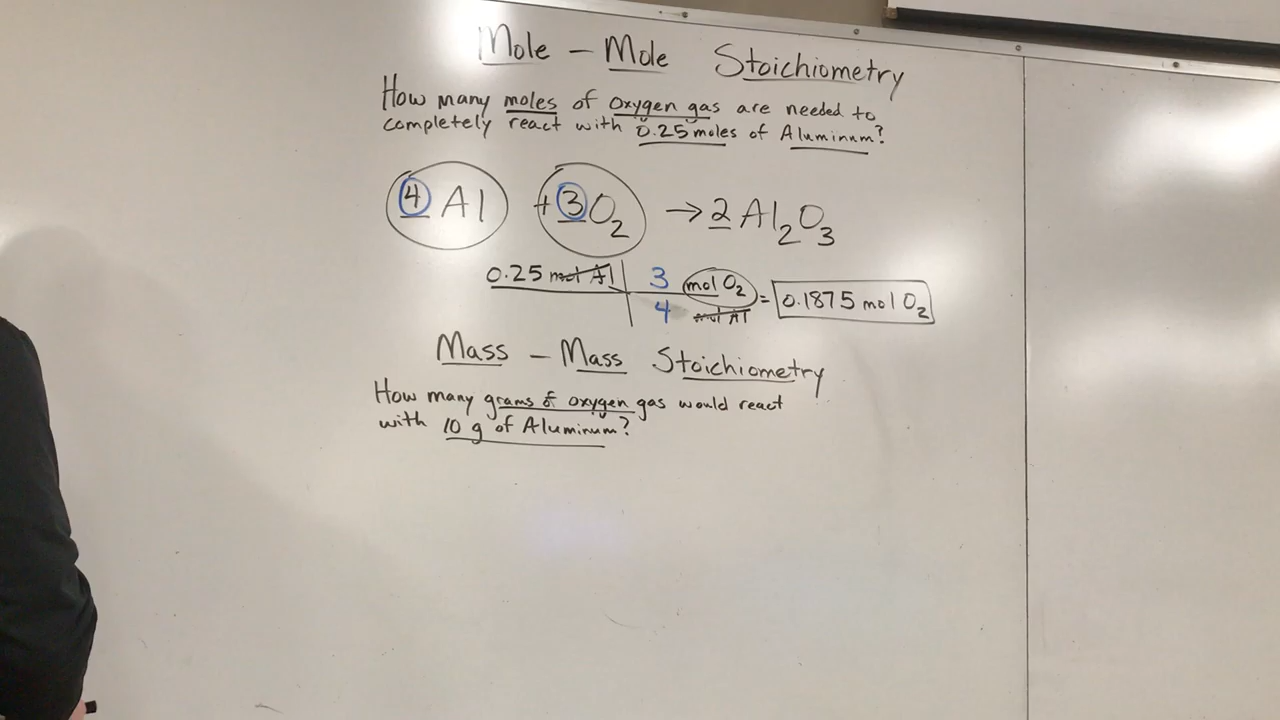 Mole - Mole Stoichiometry
How many moles of oxygen gas are needed to
completely react with 0.25 moles of Aluminum?
4 Al + 3 O2 → 2 Al2O3
0.25 mol Al | 3 mol O2 = 0.1875 mol O2
4 mol Al
Mass - Mass Stoichiometry
How many grams of oxygen gas would react
with 10 g of Aluminum?